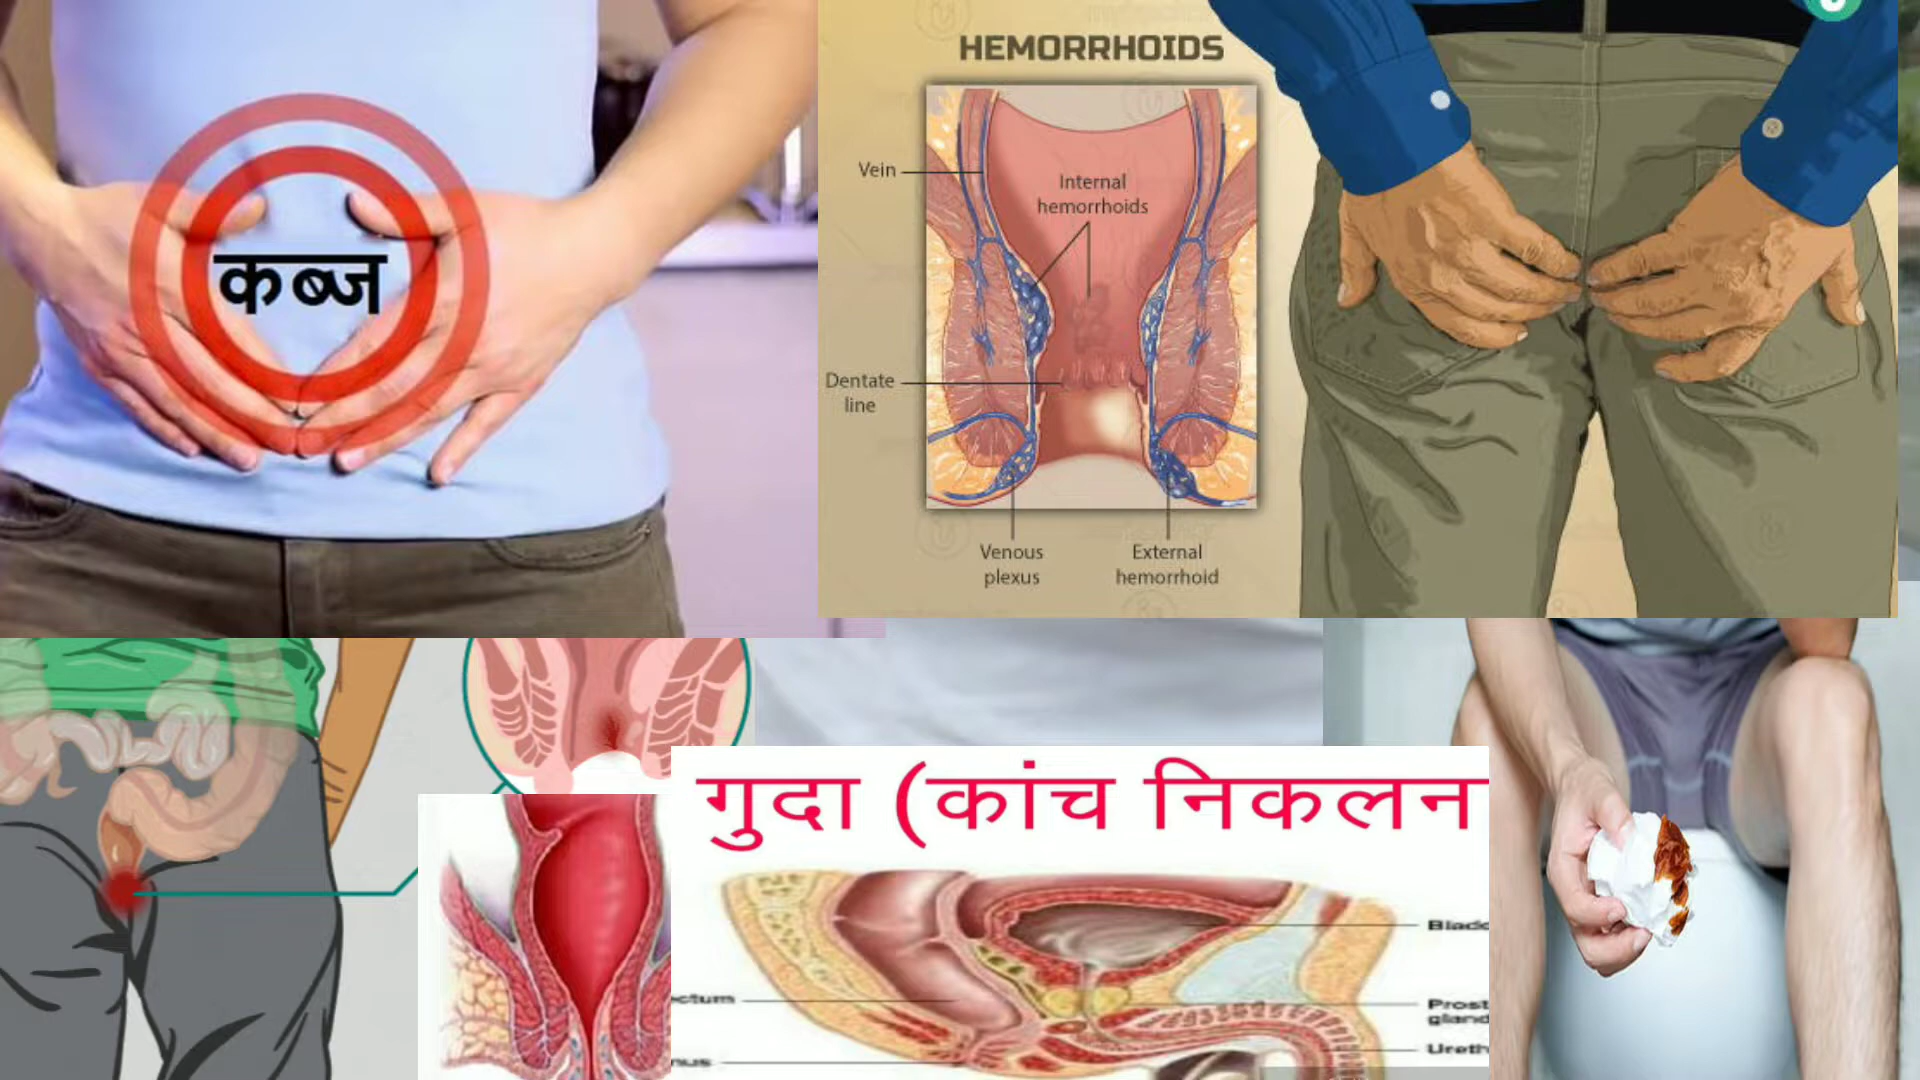 कब्ज
HEMORRHOIDS
Vein
Internal
hemorrhoids
Dentate
line
Venous
plexus
External
hemorrhoid
गुदा (कांच निकलन